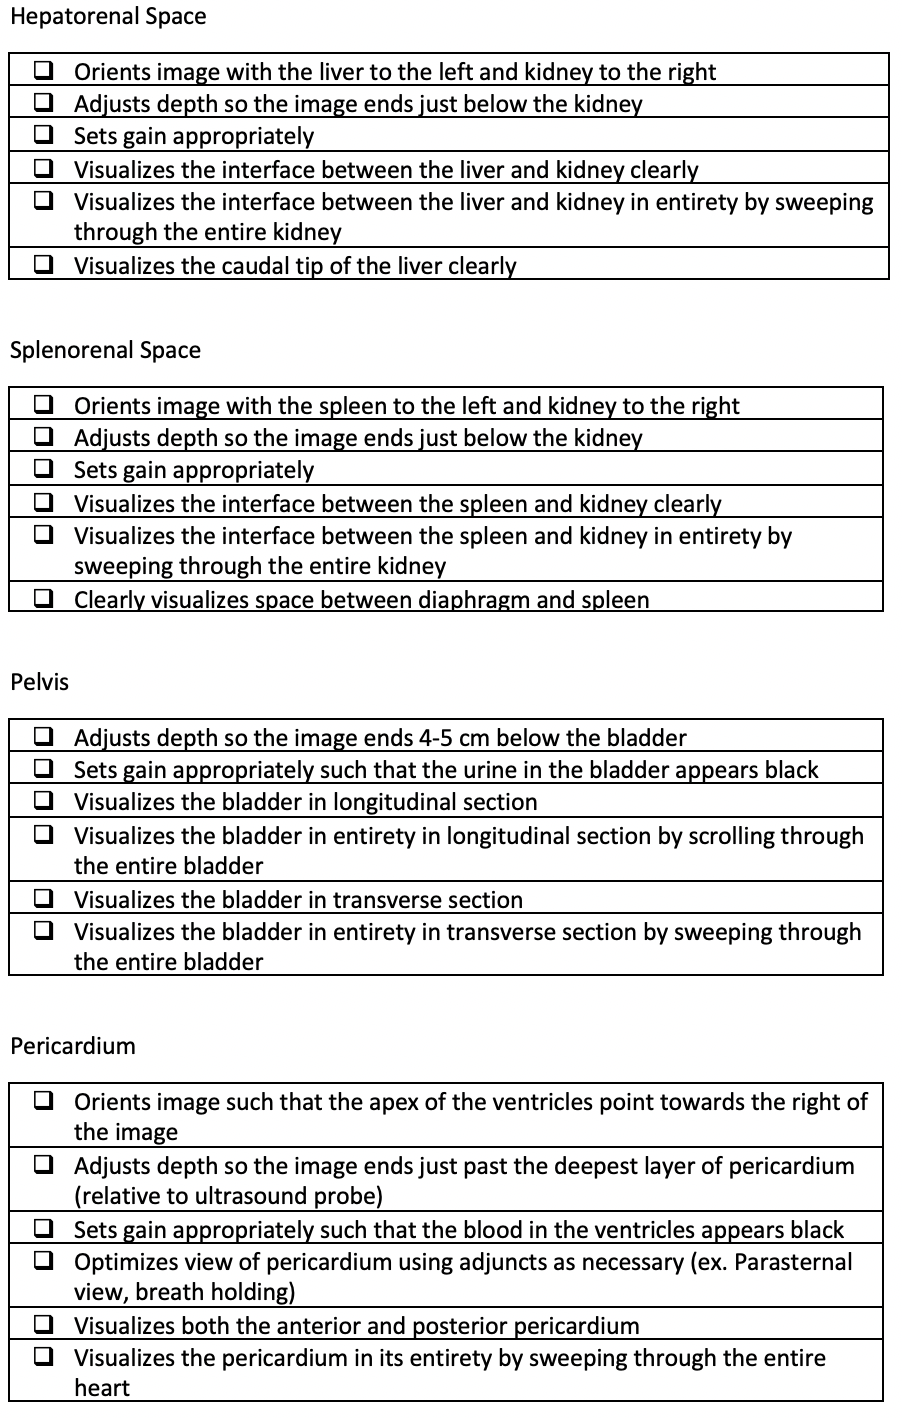 Hepatorenal Space
❑ Orients image with the liver to the left and kidney to the right
❑ Adjusts depth so the image ends just below the kidney
❑ Sets gain appropriately
❑ Visualizes the interface between the liver and kidney clearly
❑ Visualizes the interface between the liver and kidney in entirety by sweeping
through the entire kidney
❑ Visualizes the caudal tip of the liver clearly
Splenorenal Space
❑ Orients image with the spleen to the left and kidney to the right
❑ Adjusts depth so the image ends just below the kidney
❑ Sets gain appropriately
❑ Visualizes the interface between the spleen and kidney clearly
❑ Visualizes the interface between the spleen and kidney in entirety by
sweeping through the entire kidney
❑ Clearly visualizes space between diaphragm and spleen
Pelvis
❑ Adjusts depth so the image ends 4-5 cm below the bladder
❑ Sets gain appropriately such that the urine in the bladder appears black
❑ Visualizes the bladder in longitudinal section
❑ Visualizes the bladder in entirety in longitudinal section by scrolling through
the entire bladder
❑ Visualizes the bladder in transverse section
❑ Visualizes the bladder in entirety in transverse section by sweeping through
the entire bladder
Pericardium
❑ Orients image such that the apex of the ventricles point towards the right of
the image
❑ Adjusts depth so the image ends just past the deepest layer of pericardium
(relative to ultrasound probe)
❑ Sets gain appropriately such that the blood in the ventricles appears black
❑ Optimizes view of pericardium using adjuncts as necessary (ex. Parasternal
view, breath holding)
❑ Visualizes both the anterior and posterior pericardium
❑ Visualizes the pericardium in its entirety by sweeping through the entire
heart